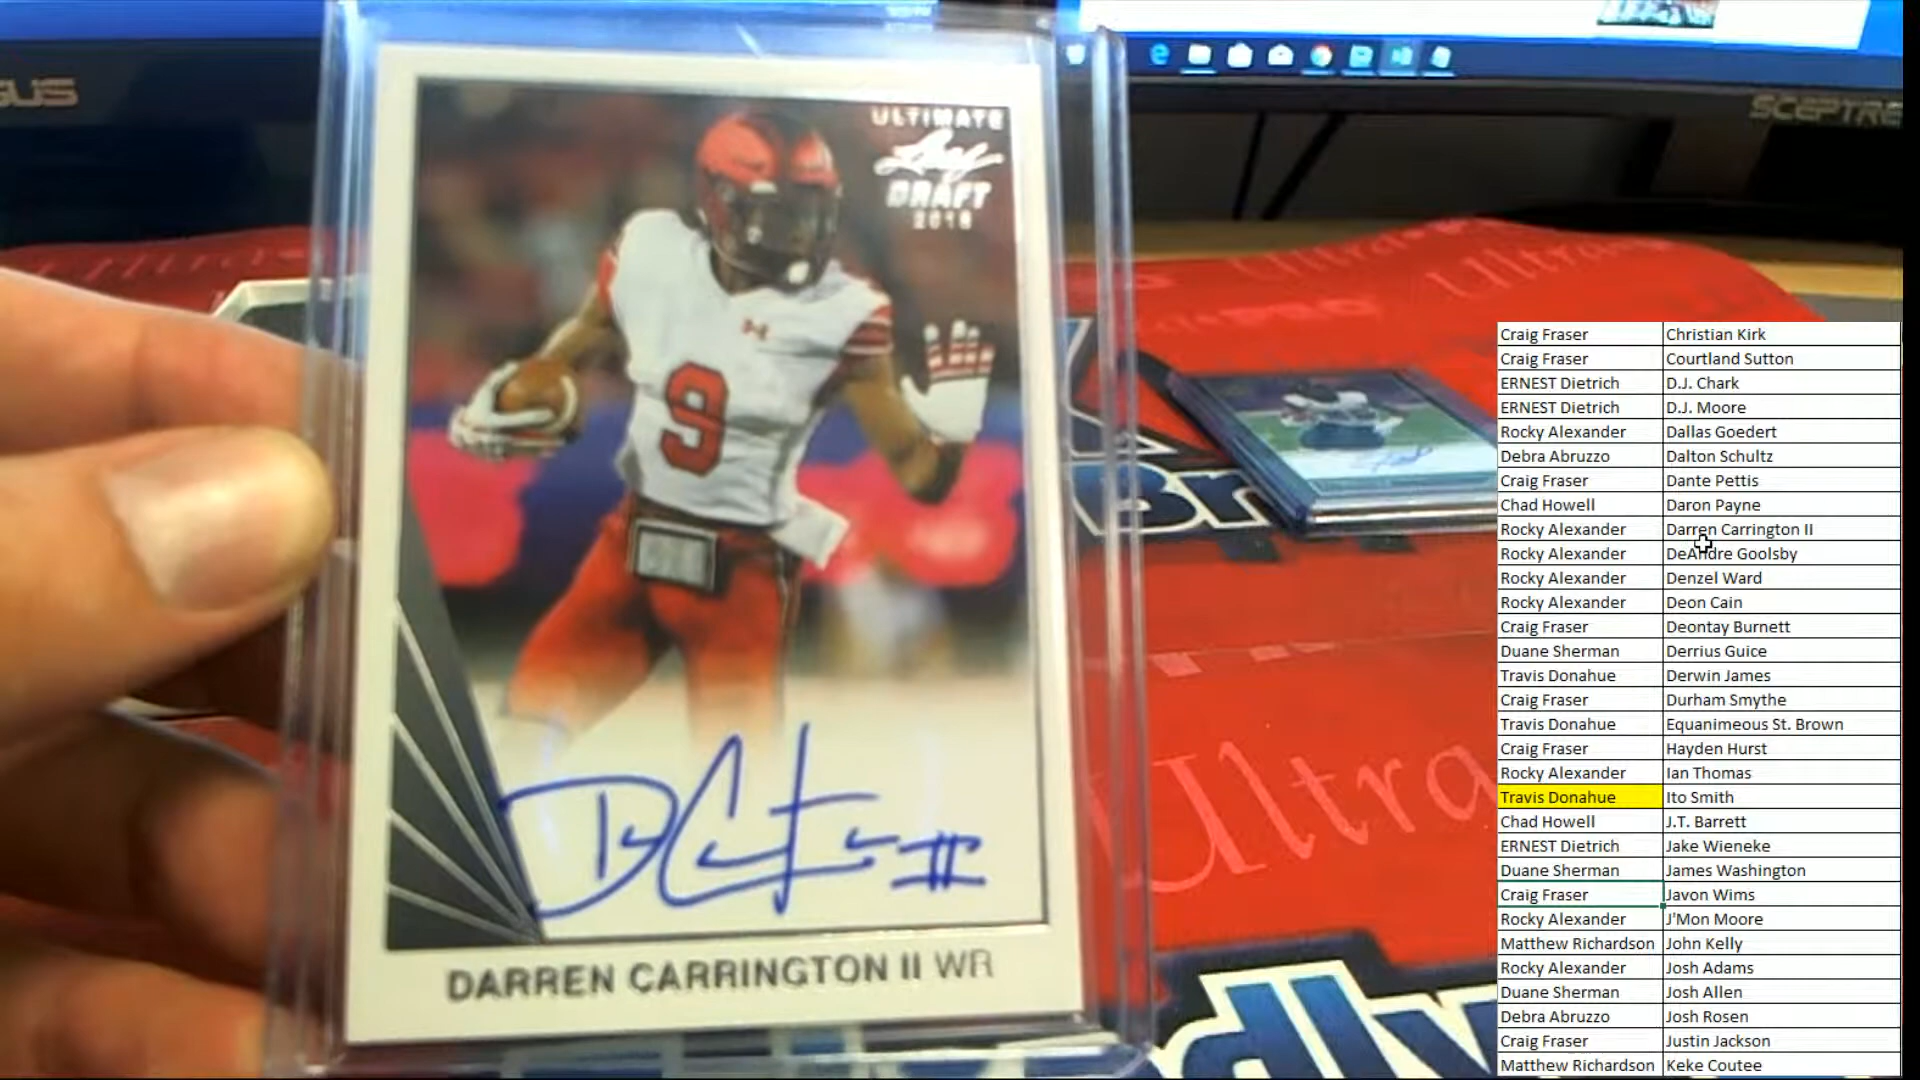 SUS
SCEPTRE
ULTIMATE
Leaf
DRAFT
2018
9
DARREN CARRINGTON II WR
Ultra
Br
dly
Craig Fraser Christian Kirk
Craig Fraser Courtland Sutton
ERNEST Dietrich D.J. Chark
ERNEST Dietrich D.J. Moore
Rocky Alexander Dallas Goedert
Debra Abruzzo Dalton Schultz
Craig Fraser Dante Pettis
Chad Howell Daron Payne
Rocky Alexander Darren Carrington II
Rocky Alexander DeAndre Goolsby
Rocky Alexander Denzel Ward
Rocky Alexander Deon Cain
Craig Fraser Deontay Burnett
Duane Sherman Derrius Guice
Travis Donahue Derwin James
Craig Fraser Durham Smythe
Travis Donahue Equanimeous St. Brown
Craig Fraser Hayden Hurst
Rocky Alexander Ian Thomas
Travis Donahue Ito Smith
Chad Howell J.T. Barrett
ERNEST Dietrich Jake Wieneke
Duane Sherman James Washington
Craig Fraser Javon Wims
Rocky Alexander J'Mon Moore
Matthew Richardson John Kelly
Rocky Alexander Josh Adams
Duane Sherman Josh Allen
Debra Abruzzo Josh Rosen
Craig Fraser Justin Jackson
Matthew Richardson Keke Coutee